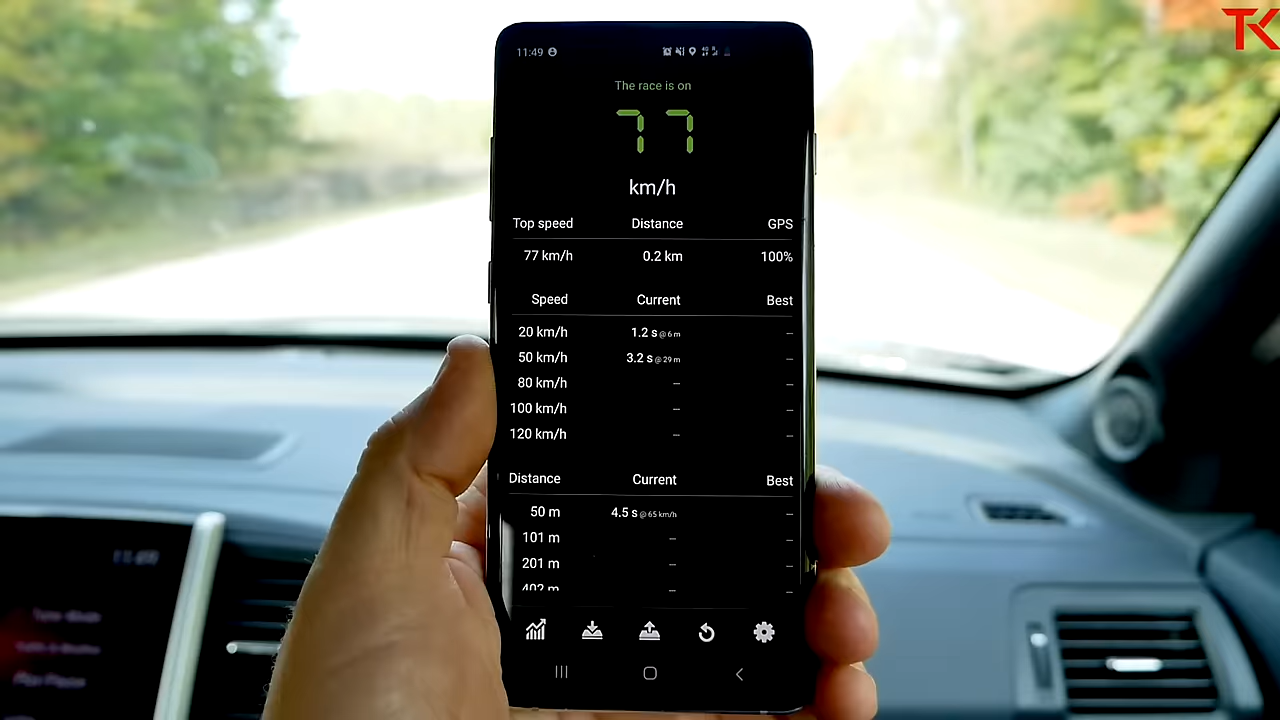 TK
11:49
The race is on
77
km/h
Top speed Distance GPS
77 km/h 0.2 km 100%
Speed Current Best
20 km/h 1.2 s @ 6 m --
50 km/h 3.2 s @ 29 m --
80 km/h -- --
100 km/h -- --
120 km/h -- --
Distance Current Best
50 m 4.5 s @ 65 km/h --
101 m -- --
201 m -- --
402 m -- --